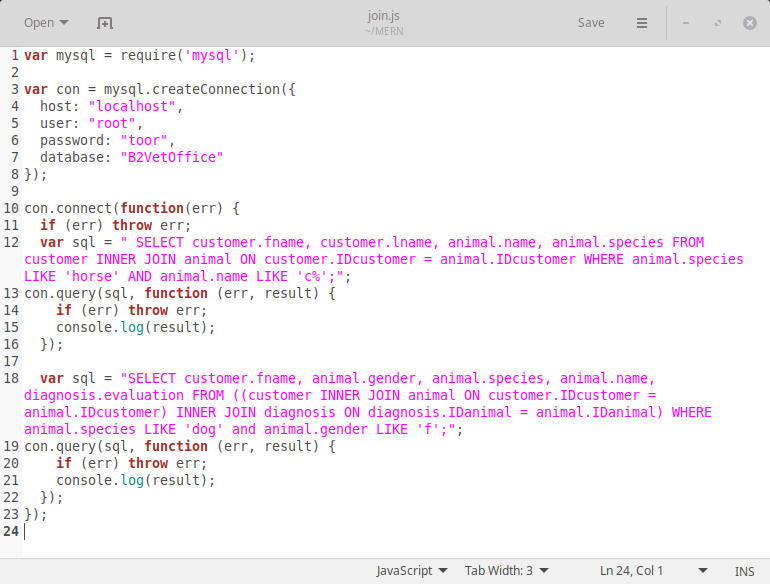 Open
join.js
~/MERN
Save
1 var mysql = require('mysql');
2
3 var con = mysql.createConnection({
4   host: "localhost",
5   user: "root",
6   password: "toor",
7   database: "B2VetOffice"
8 });
9
10 con.connect(function(err) {
11   if (err) throw err;
12   var sql = " SELECT customer.fname, customer.lname, animal.name, animal.species FROM
customer INNER JOIN animal ON customer.IDcustomer = animal.IDcustomer WHERE animal.species
LIKE 'horse' AND animal.name LIKE 'c%';";
13 con.query(sql, function (err, result) {
14     if (err) throw err;
15     console.log(result);
16   });
17
18   var sql = "SELECT customer.fname, animal.gender, animal.species, animal.name,
diagnosis.evaluation FROM ((customer INNER JOIN animal ON customer.IDcustomer =
animal.IDcustomer) INNER JOIN diagnosis ON diagnosis.IDanimal = animal.IDanimal) WHERE
animal.species LIKE 'dog' and animal.gender LIKE 'f';";
19 con.query(sql, function (err, result) {
20     if (err) throw err;
21     console.log(result);
22   });
23 });
24
JavaScript Tab Width: 3 Ln 24, Col 1 INS